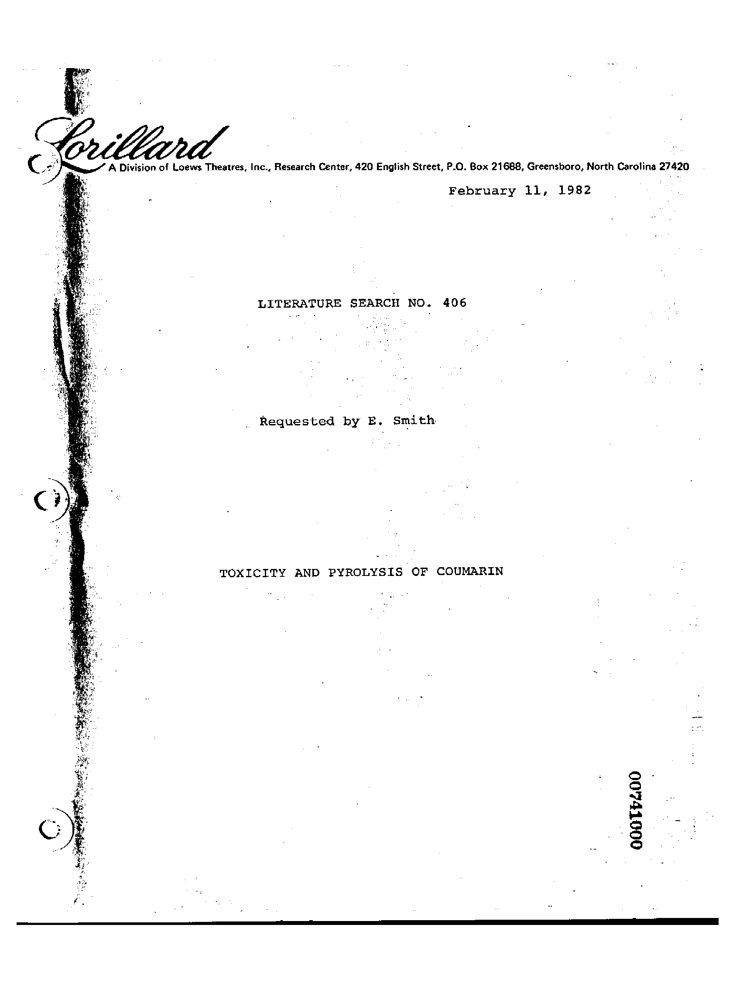 Lorillard
A Division of Loews Theatres, Inc., Research Center, 420 English Street, P.O. Box 21688, Greensboro, North Carolina 27420
February 11, 1982
LITERATURE SEARCH NO. 406
Requested by E. Smith
TOXICITY AND PYROLYSIS OF COUMARIN
00741000